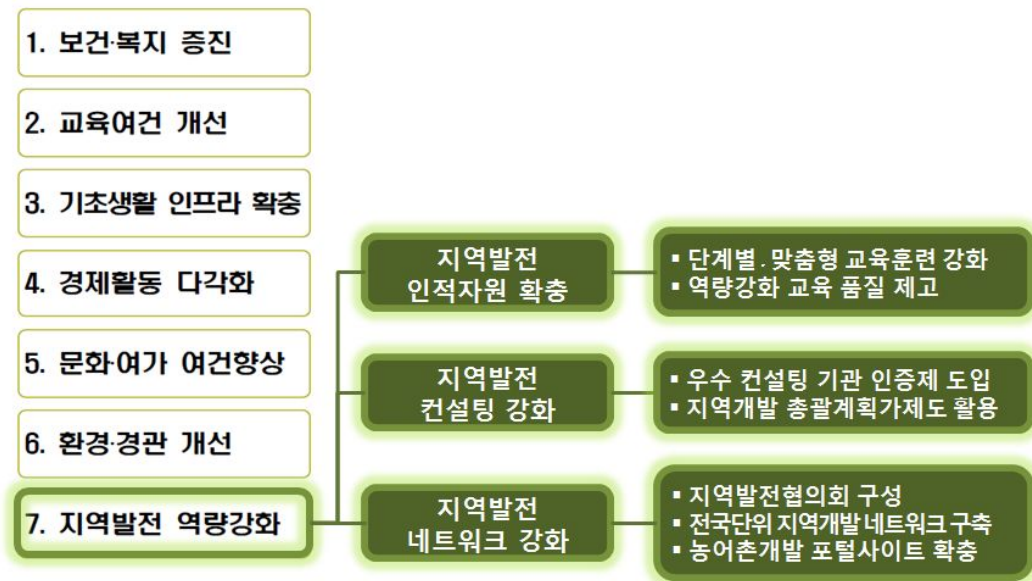 1. 보건·복지 증진
2. 교육여건 개선
3. 기초생활 인프라 확충
4. 경제활동 다각화
5. 문화·여가 여건향상
6. 환경·경관 개선
7. 지역발전 역량강화
지역발전
인적자원 확충
▪ 단계별.맞춤형 교육훈련 강화
▪ 역량강화 교육 품질 제고
지역발전
컨설팅 강화
▪ 우수 컨설팅 기관 인증제 도입
▪ 지역개발 총괄계획가제도 활용
지역발전
네트워크 강화
▪ 지역발전협의회 구성
▪ 전국단위 지역개발 네트워크 구축
▪ 농어촌개발 포털사이트 확충